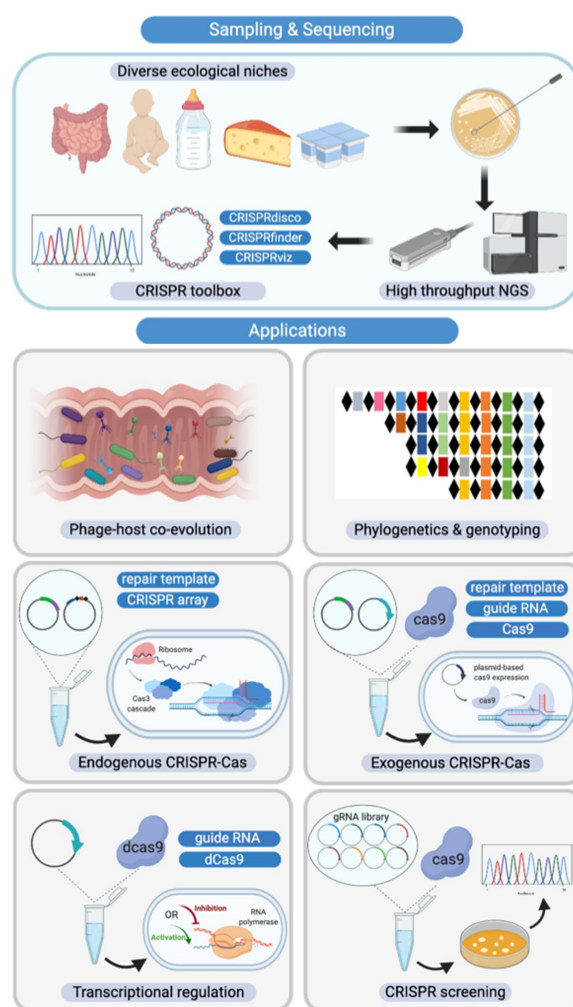 Sampling & Sequencing
Diverse ecological niches
CRISPRdisco
CRISPRfinder
CRISPRviz
Nucleotide
CRISPR toolbox
High throughput NGS
Applications
Phage-host co-evolution
Phylogenetics & genotyping
repair template
CRISPR array
Ribosome
Cas3
cascade
Endogenous CRISPR-Cas
cas9
repair template
guide RNA
Cas9
plasmid-based
cas9 expression
cas9
Exogenous CRISPR-Cas
dCas9
guide RNA
dCas9
Inhibition
OR
Activation
RNA
polymerase
Transcriptional regulation
gRNA library
cas9
CRISPR screening